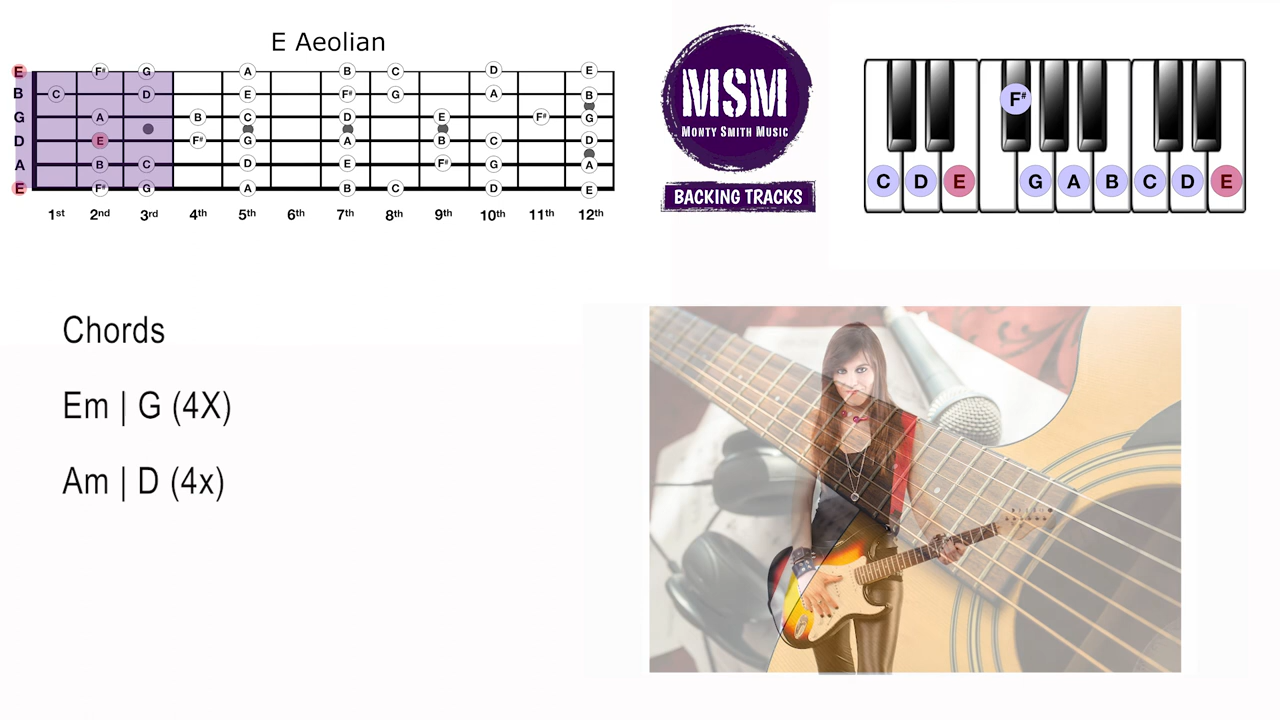 E Aeolian
E F# G A B C D E
B C D E F# G A B
G A B C D E F# G
D E F# G A B C D
A B C D E F# G A
E F# G A B C D E
1st 2nd 3rd 4th 5th 6th 7th 8th 9th 10th 11th 12th
MSM
MONTY SMITH MUSIC
BACKING TRACKS
F#
C D E G A B C D E
Chords
Em | G (4X)
Am | D (4x)